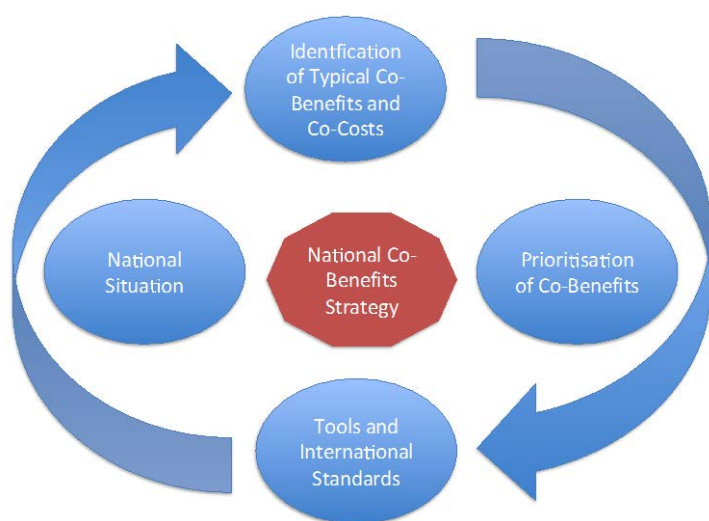 Identfication
of Typical Co-
Benefits and
Co-Costs
National
Situation
National Co-
Benefits
Strategy
Prioritisation
of Co-Benefits
Tools and
International
Standards